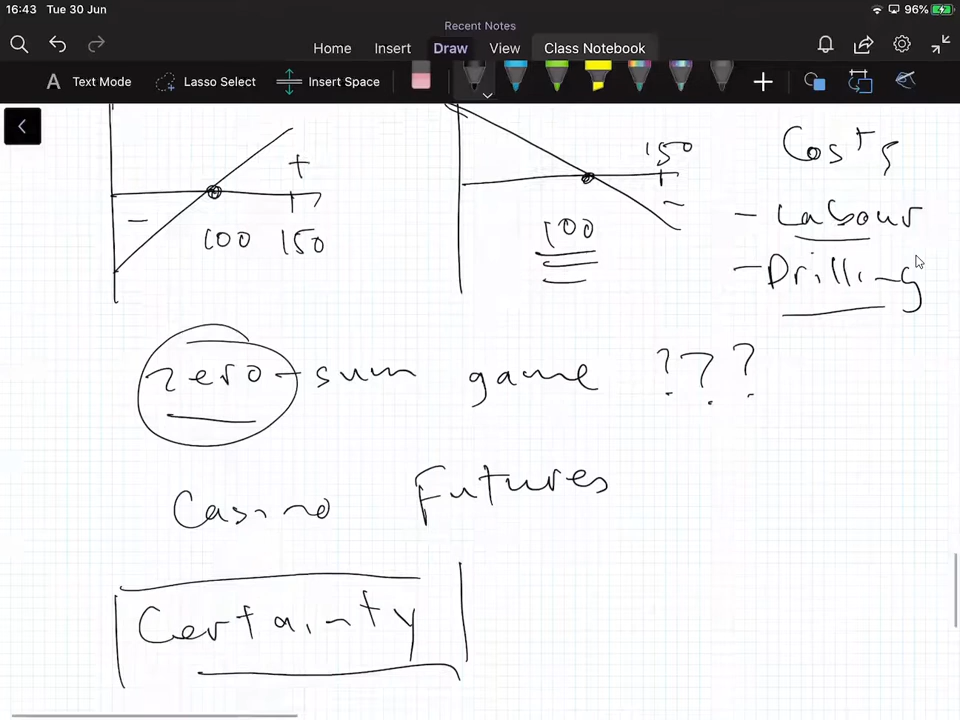 16:43 Tue 30 Jun
96%
Recent Notes
Home Insert Draw View Class Notebook
Text Mode Lasso Select Insert Space
+
-
100 150
150
-
100
Costs
- Labour
- Drilling
zero-sum game ???
Casino Futures
Certainty